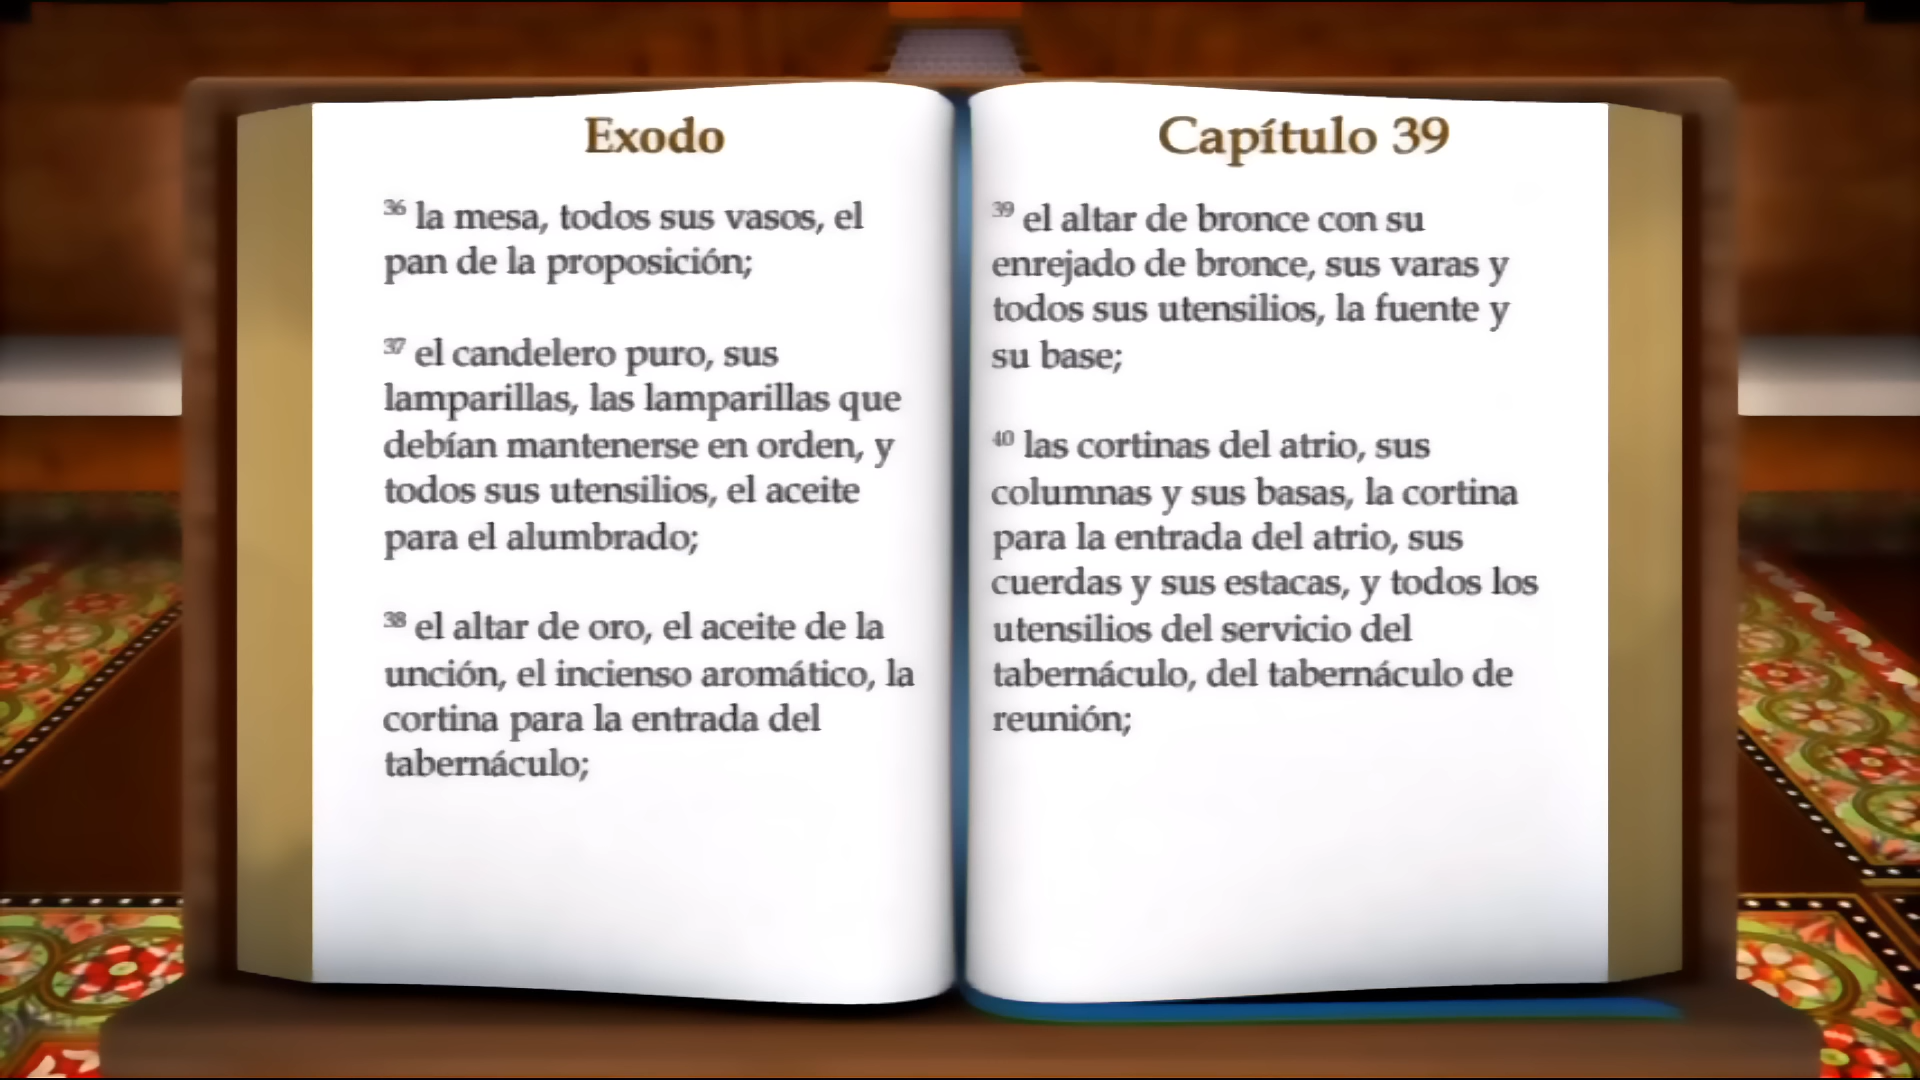 Exodo
36 la mesa, todos sus vasos, el
pan de la proposición;
37 el candelero puro, sus
lamparillas, las lamparillas que
debían mantenerse en orden, y
todos sus utensilios, el aceite
para el alumbrado;
38 el altar de oro, el aceite de la
unción, el incienso aromático, la
cortina para la entrada del
tabernáculo;
Capítulo 39
39 el altar de bronce con su
enrejado de bronce, sus varas y
todos sus utensilios, la fuente y
su base;
40 las cortinas del atrio, sus
columnas y sus basas, la cortina
para la entrada del atrio, sus
cuerdas y sus estacas, y todos los
utensilios del servicio del
tabernáculo, del tabernáculo de
reunión;